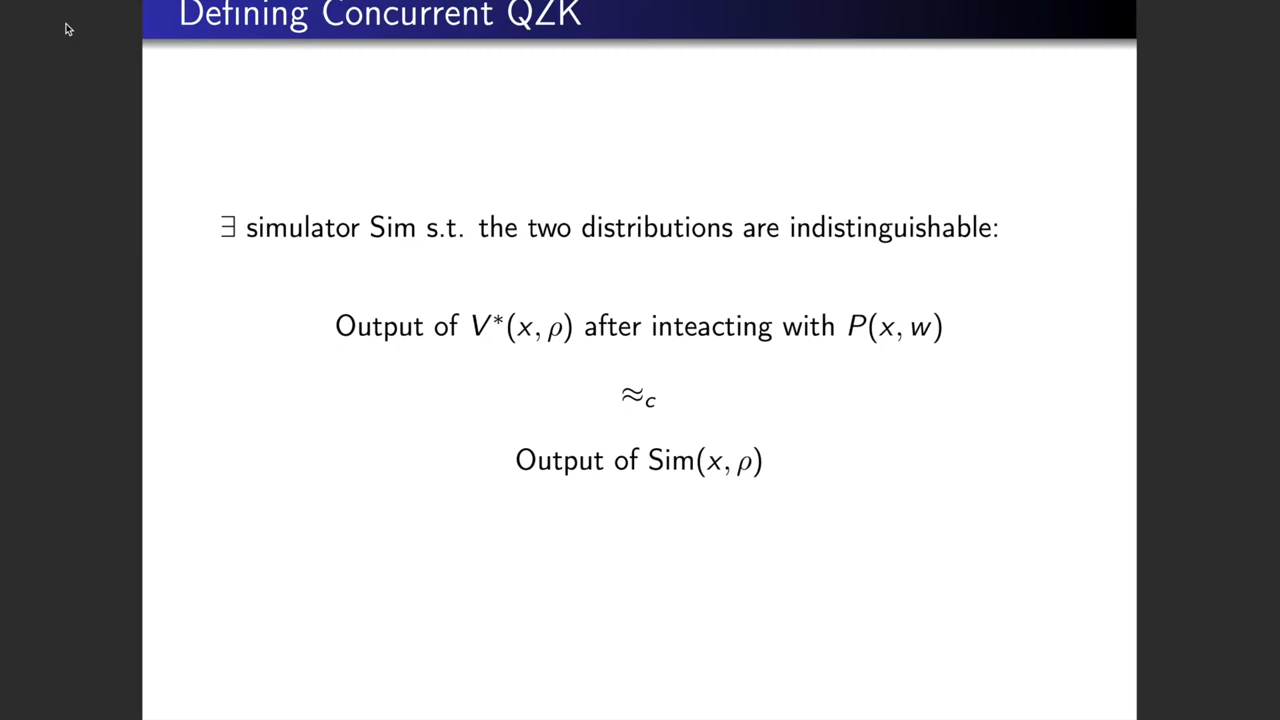 Defining Concurrent QZK
∃ simulator Sim s.t. the two distributions are indistinguishable:
Output of V*(x, ρ) after inteacting with P(x, w)
≈c
Output of Sim(x, ρ)